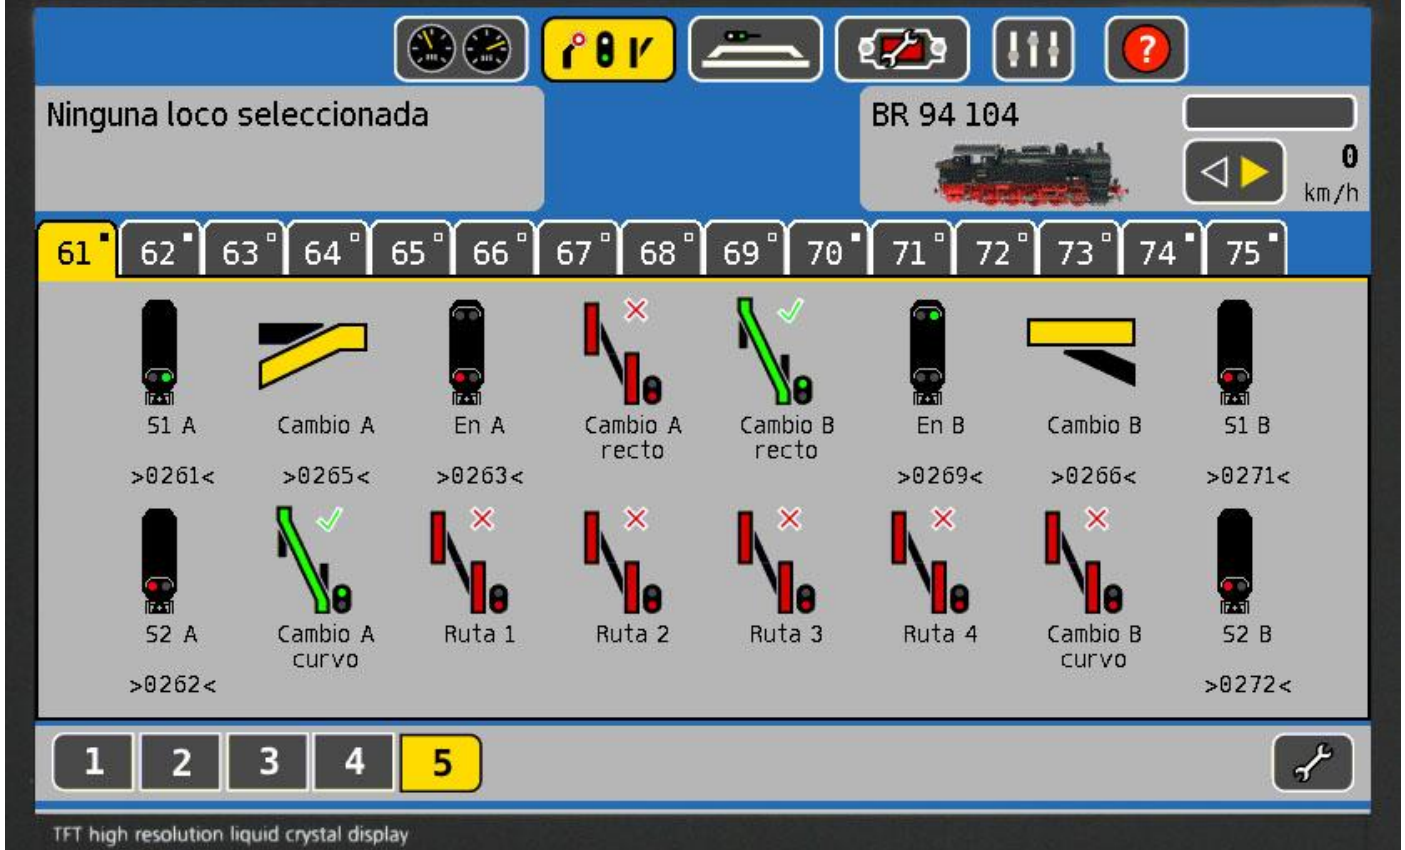 ?
Ninguna loco seleccionada
BR 94 104
0
km/h
61 62 63 64 65 66 67 68 69 70 71 72 73 74 75
S1 A Cambio A En A Cambio A recto Cambio B recto En B Cambio B S1 B
>0261< >0265< >0263< >0269< >0266< >0271<
S2 A Cambio A curvo Ruta 1 Ruta 2 Ruta 3 Ruta 4 Cambio B curvo S2 B
>0262< >0272<
1 2 3 4 5
TFT high resolution liquid crystal display